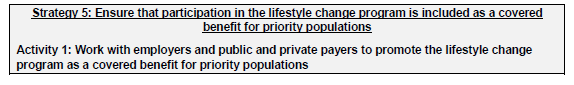 Strategy 5: Ensure that participation in the lifestyle change program is included as a covered
benefit for priority populations
Activity 1: Work with employers and public and private payers to promote the lifestyle change
program as a covered benefit for priority populations